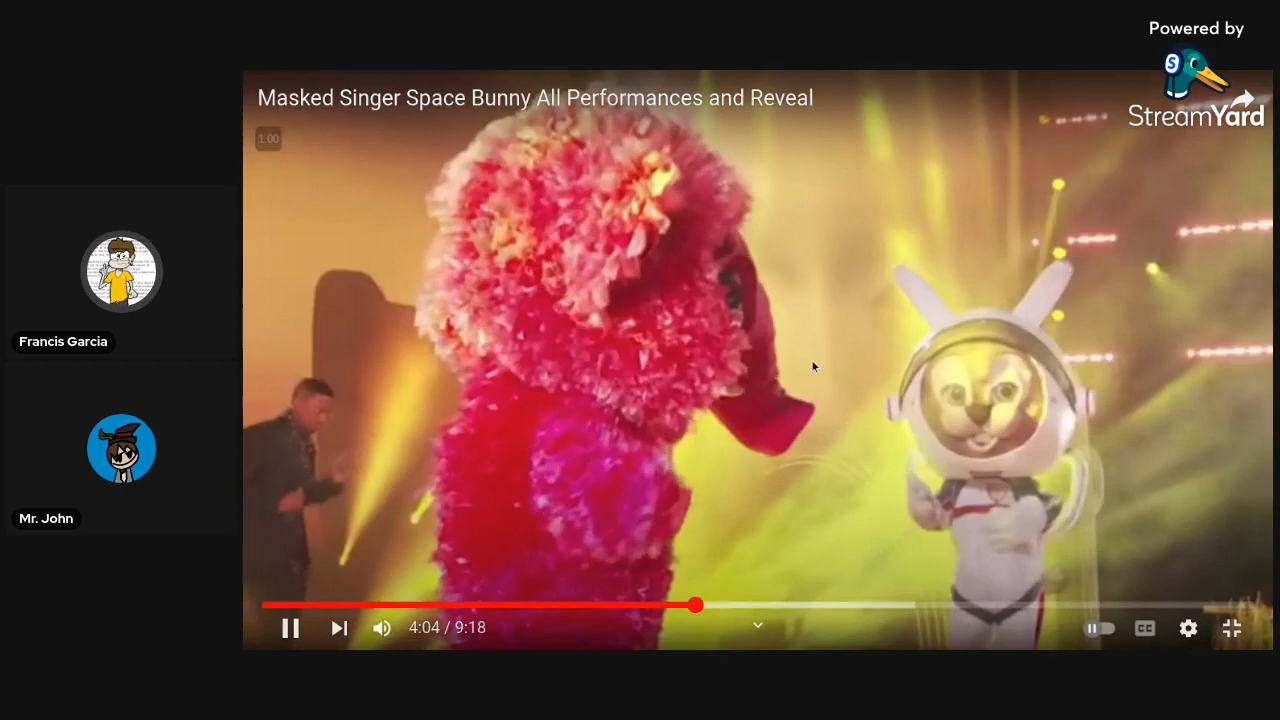 Powered by
S
StreamYard
Masked Singer Space Bunny All Performances and Reveal
1.00
Francis Garcia
Mr. John
4:04 / 9:18
CC